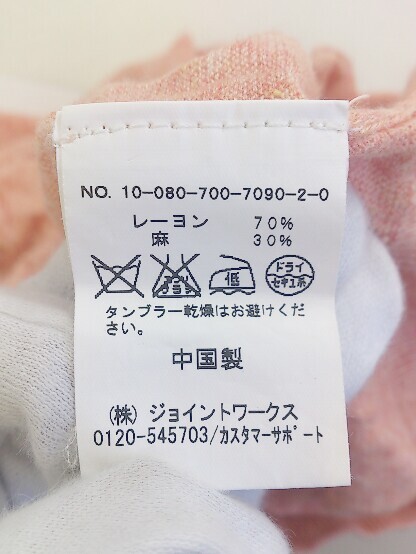 NO. 10-080-700-7090-2-0
レーヨン 70%
麻 30%
低
ドライ
セキユ系
タンブラー乾燥はお避けくだ
さい。
中国製
(株) ジョイントワークス
0120-545703/カスタマーサポート